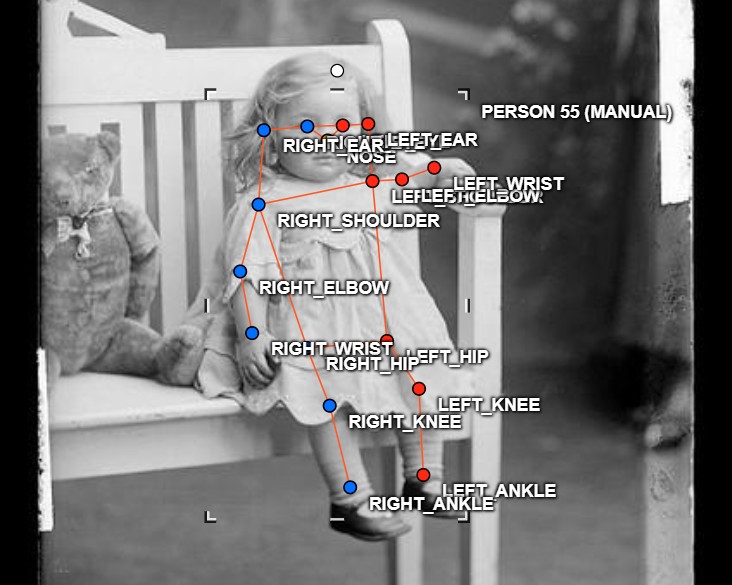 PERSON 55 (MANUAL)
LEFT_EAR
RIGHT_EAR
NOSE
LEFT_WRIST
LEFT_ELBOW
RIGHT_SHOULDER
RIGHT_ELBOW
RIGHT_WRIST
LEFT_HIP
RIGHT_HIP
LEFT_KNEE
RIGHT_KNEE
LEFT_ANKLE
RIGHT_ANKLE